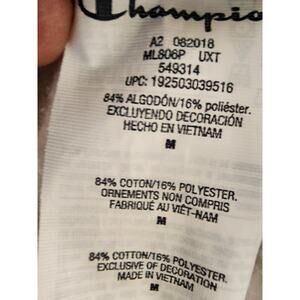 Champio
A2 082018
ML806P UXT
549314
UPC: 192503039516
84% ALGODÓN/16% poliéster.
EXCLUYENDO DECORACIÓN
HECHO EN VIETNAM
M
84% COTON/16% POLYESTER.
ORNEMENTS NON COMPRIS
FABRIQUÉ AU VIÊT-NAM
M
84% COTTON/16% POLYESTER.
EXCLUSIVE OF DECORATION
MADE IN VIETNAM
M